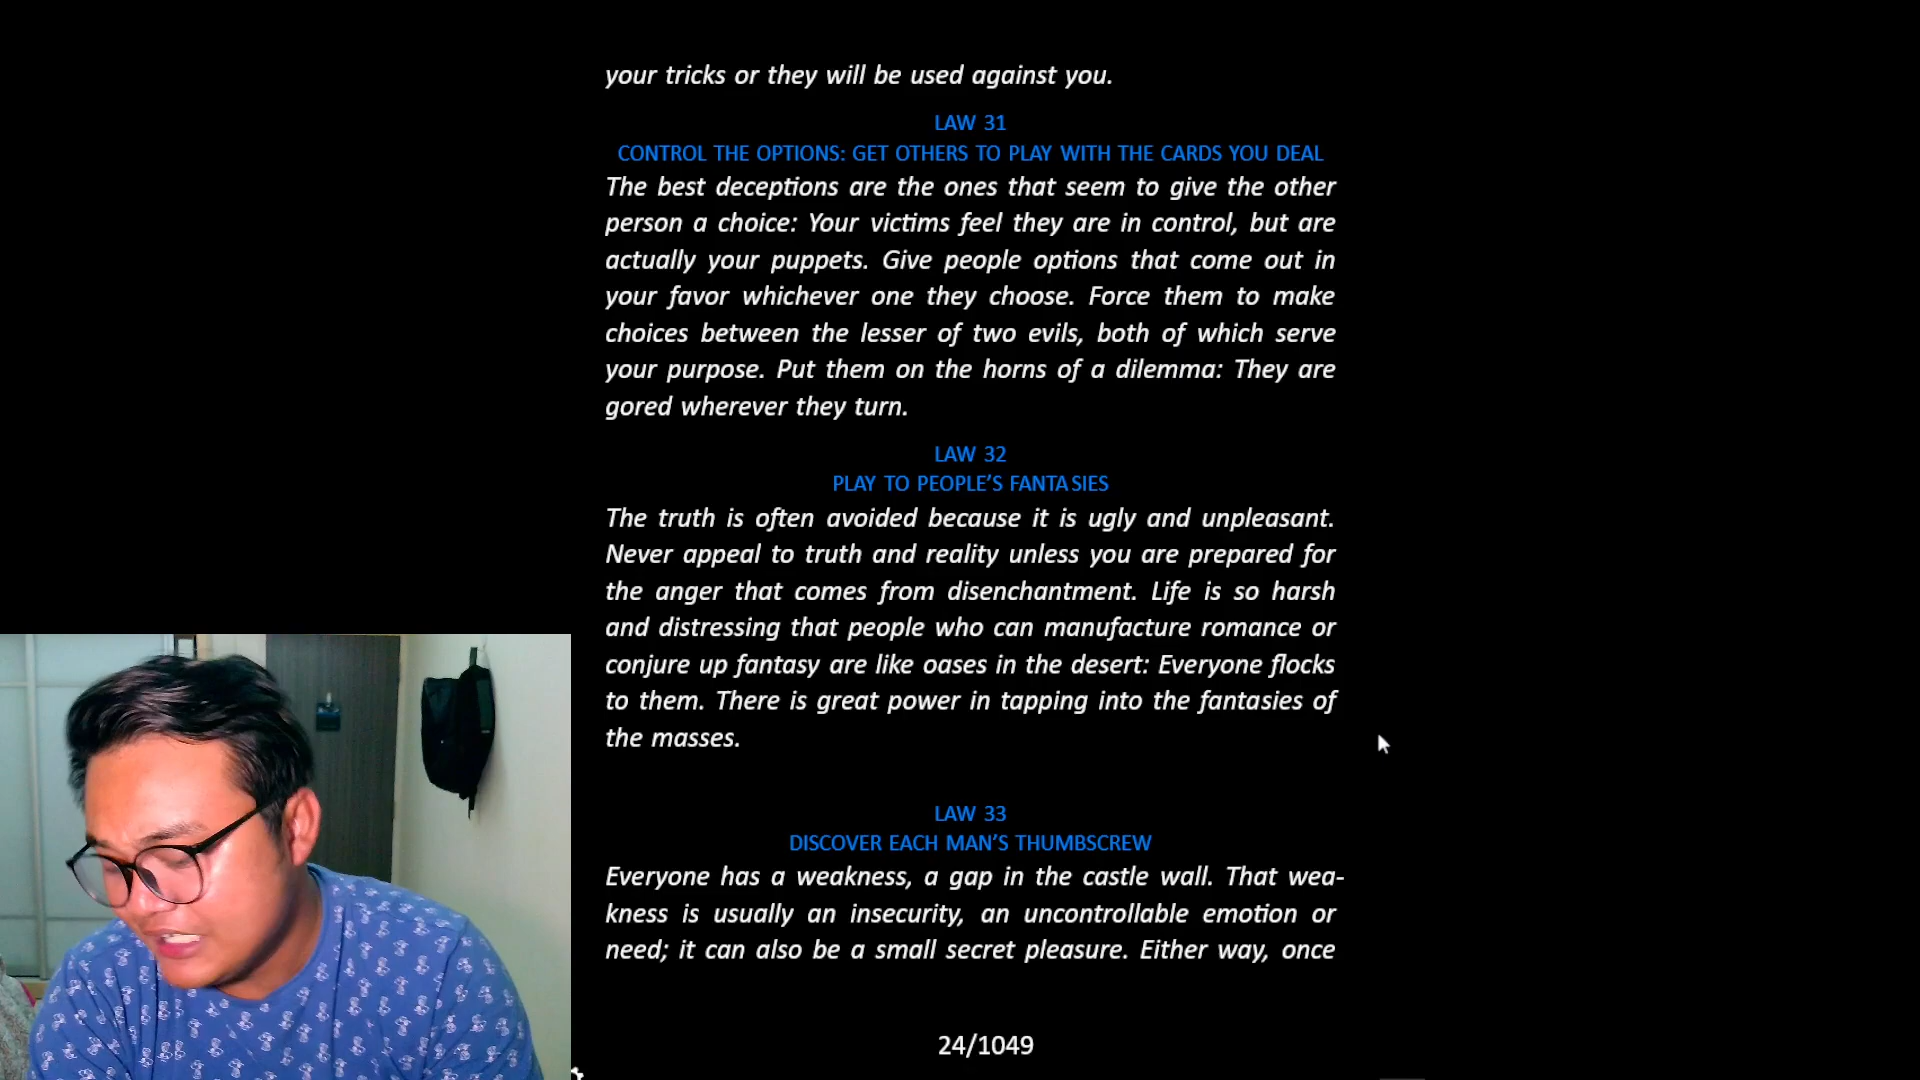 your tricks or they will be used against you.
LAW 31
CONTROL THE OPTIONS: GET OTHERS TO PLAY WITH THE CARDS YOU DEAL
The best deceptions are the ones that seem to give the other
person a choice: Your victims feel they are in control, but are
actually your puppets. Give people options that come out in
your favor whichever one they choose. Force them to make
choices between the lesser of two evils, both of which serve
your purpose. Put them on the horns of a dilemma: They are
gored wherever they turn.
LAW 32
PLAY TO PEOPLE’S FANTASIES
The truth is often avoided because it is ugly and unpleasant.
Never appeal to truth and reality unless you are prepared for
the anger that comes from disenchantment. Life is so harsh
and distressing that people who can manufacture romance or
conjure up fantasy are like oases in the desert: Everyone flocks
to them. There is great power in tapping into the fantasies of
the masses.
LAW 33
DISCOVER EACH MAN’S THUMBSCREW
Everyone has a weakness, a gap in the castle wall. That wea-
kness is usually an insecurity, an uncontrollable emotion or
need; it can also be a small secret pleasure. Either way, once
24/1049